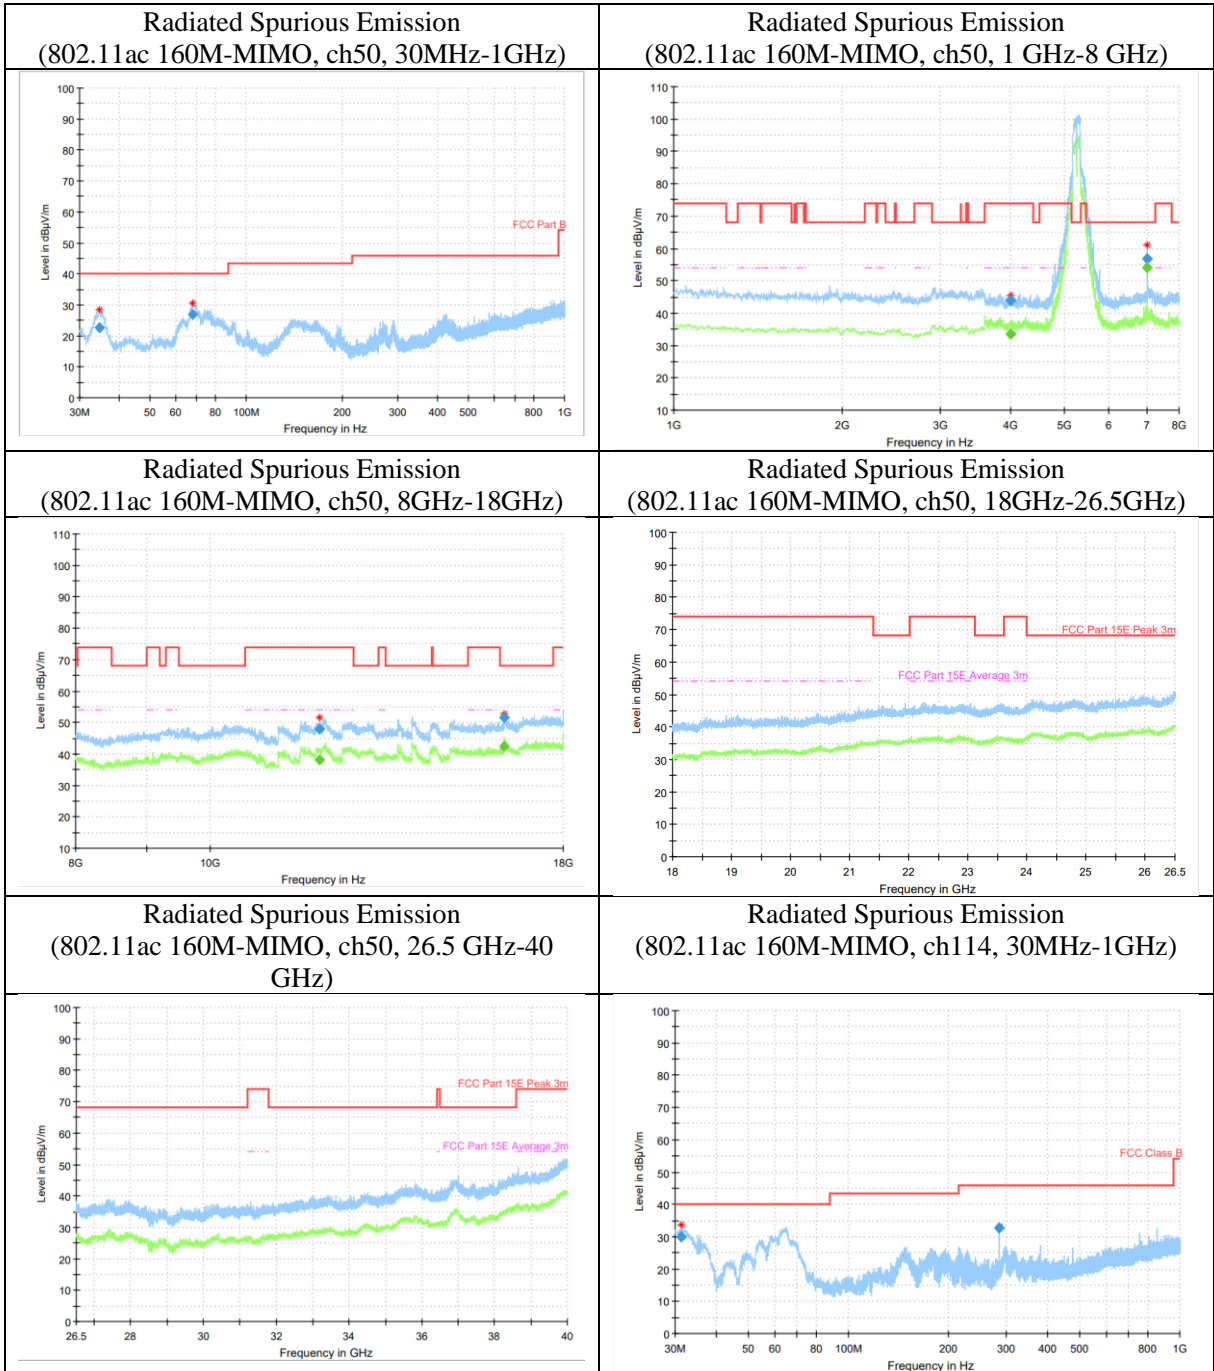 Radiated Spurious Emission
(802.11ac 160M-MIMO, ch50, 30MHz-1GHz)
100
90
80
70
60
50
40
30
20
10
0
Level in dBµV/m
FCC Part B
30M 50 60 80 100M 200 300 400 500 800 1G
Frequency in Hz
Radiated Spurious Emission
(802.11ac 160M-MIMO, ch50, 1 GHz-8 GHz)
110
100
90
80
70
60
50
40
30
20
10
Level in dBµV/m
1G 2G 3G 4G 5G 6 7 8G
Frequency in Hz
Radiated Spurious Emission
(802.11ac 160M-MIMO, ch50, 8GHz-18GHz)
110
100
90
80
70
60
50
40
30
20
10
Level in dBµV/m
8G 10G 18G
Frequency in Hz
Radiated Spurious Emission
(802.11ac 160M-MIMO, ch50, 18GHz-26.5GHz)
100
90
80
70
60
50
40
30
20
10
0
Level in dBµV/m
FCC Part 15E Peak 3m
FCC Part 15E Average 3m
18 19 20 21 22 23 24 25 26 26.5
Frequency in GHz
Radiated Spurious Emission
(802.11ac 160M-MIMO, ch50, 26.5 GHz-40
GHz)
100
90
80
70
60
50
40
30
20
10
0
Level in dBµV/m
FCC Part 15E Peak 3m
FCC Part 15E Average 3m
26.5 28 30 32 34 36 38 40
Frequency in GHz
Radiated Spurious Emission
(802.11ac 160M-MIMO, ch114, 30MHz-1GHz)
100
90
80
70
60
50
40
30
20
10
0
Level in dBµV/m
FCC Class B
30M 50 60 80 100M 200 300 400 500 800 1G
Frequency in Hz